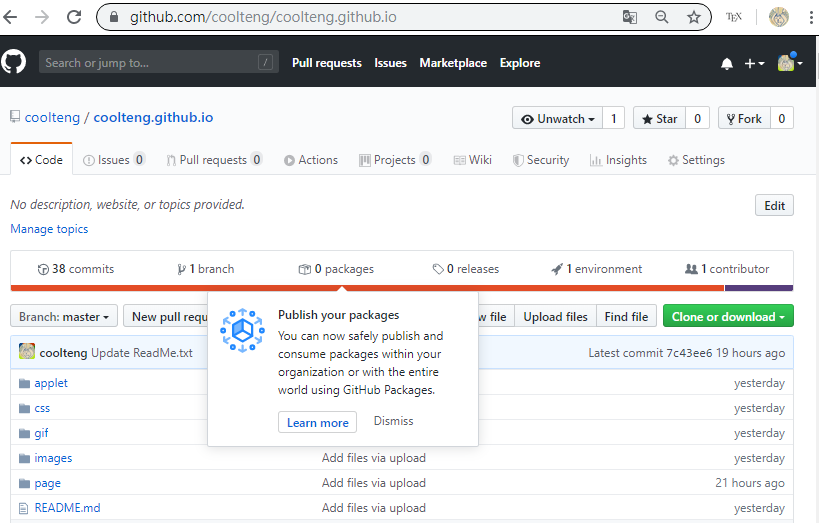 github.com/coolteng/coolteng.github.io
TEX
Search or jump to... /
Pull requests Issues Marketplace Explore
coolteng / coolteng.github.io
Unwatch 1 Star 0 Fork 0
Code Issues 0 Pull requests 0 Actions Projects 0 Wiki Security Insights Settings
No description, website, or topics provided.
Edit
Manage topics
38 commits 1 branch 0 packages 0 releases 1 environment 1 contributor
Branch: master New pull requ w file Upload files Find file Clone or download
Publish your packages
You can now safely publish and
consume packages within your
organization or with the entire
world using GitHub Packages.
Learn more Dismiss
coolteng Update ReadMe.txt Latest commit 7c43ee6 19 hours ago
applet yesterday
css yesterday
gif yesterday
images Add files via upload yesterday
page Add files via upload 21 hours ago
README.md Add files via upload yesterday